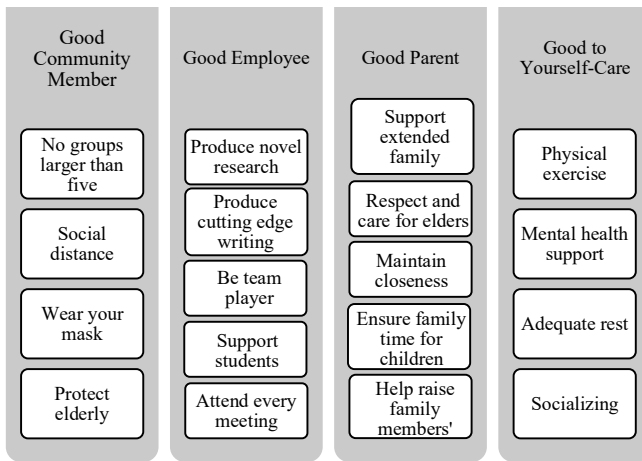 Good
Community
Member
No groups
larger than
five
Social
distance
Wear your
mask
Protect
elderly
Good Employee
Produce novel
research
Produce
cutting edge
writing
Be team
player
Support
students
Attend every
meeting
Good Parent
Support
extended
family
Respect and
care for elders
Maintain
closeness
Ensure family
time for
children
Help raise
family
members'
Good to
Yourself-Care
Physical
exercise
Mental health
support
Adequate rest
Socializing